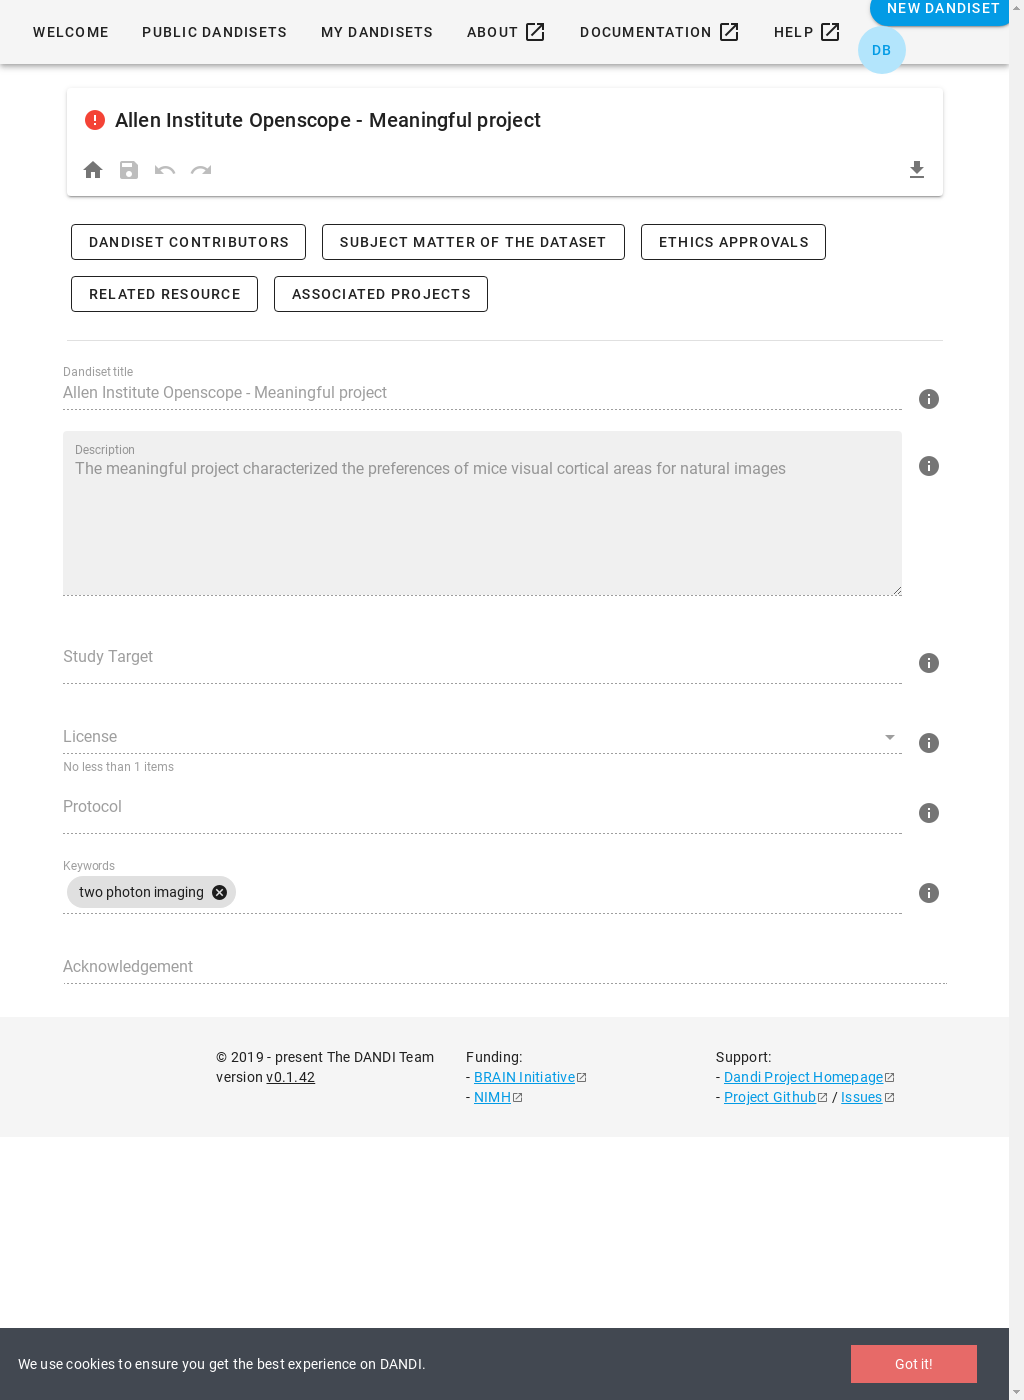 NEW DANDISET
WELCOME PUBLIC DANDISETS MY DANDISETS ABOUT DOCUMENTATION HELP
DB
Allen Institute Openscope - Meaningful project
DANDISET CONTRIBUTORS SUBJECT MATTER OF THE DATASET ETHICS APPROVALS
RELATED RESOURCE ASSOCIATED PROJECTS
Dandiset title
Allen Institute Openscope - Meaningful project
Description
The meaningful project characterized the preferences of mice visual cortical areas for natural images
Study Target
License
No less than 1 items
Protocol
Keywords
two photon imaging
Acknowledgement
© 2019 - present The DANDI Team
version v0.1.42
Funding:
- BRAIN Initiative
- NIMH
Support:
- Dandi Project Homepage
- Project Github / Issues
We use cookies to ensure you get the best experience on DANDI.
Got it!